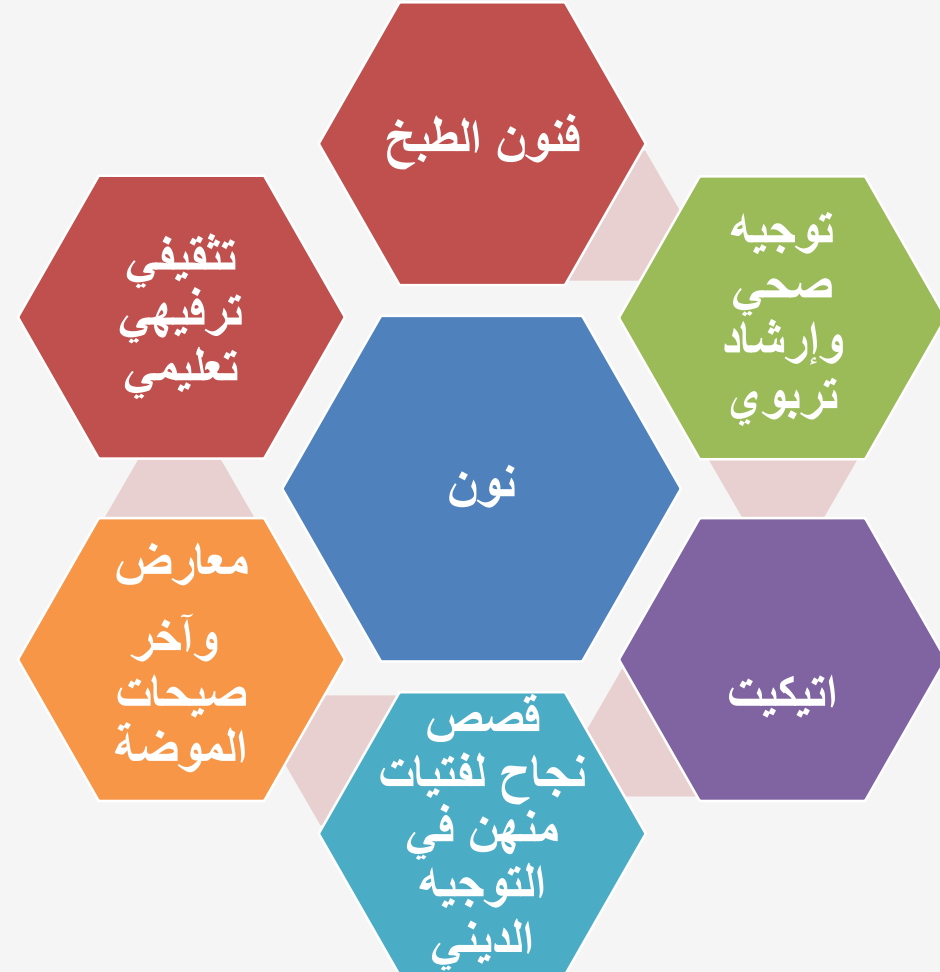 فنون الطبخ
توجيه
صحي
وإرشاد
تربوي
اتيكيت
قصص
نجاح لفتيات
منهن في
التوجيه
الديني
معارض
وآخر
صيحات
الموضة
تثقيفي
ترفيهي
تعليمي
نون